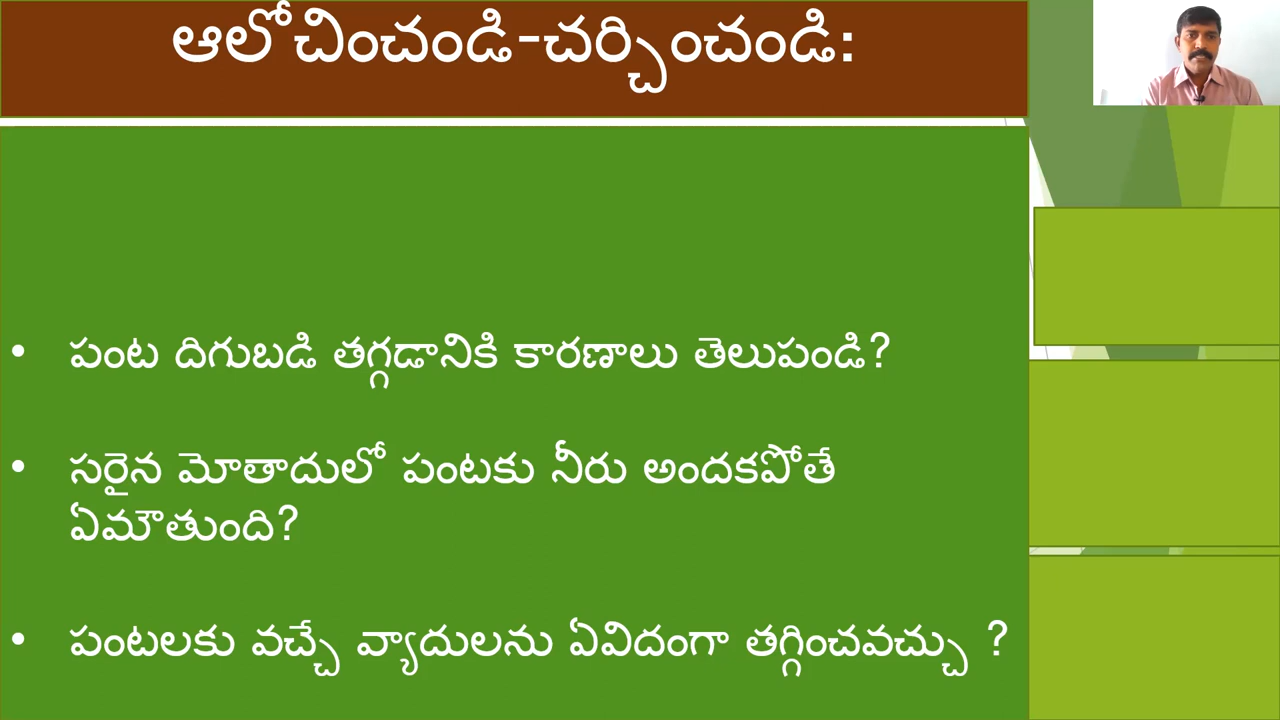 ఆలోచించండి-చర్చించండి:
• పంట దిగుబడి తగ్గడానికి కారణాలు తెలుపండి?
• సరైన మోతాదులో పంటకు నీరు అందకపోతే
ఏమౌతుంది?
• పంటలకు వచ్చే వ్యాదులను ఏవిదంగా తగ్గించవచ్చు ?